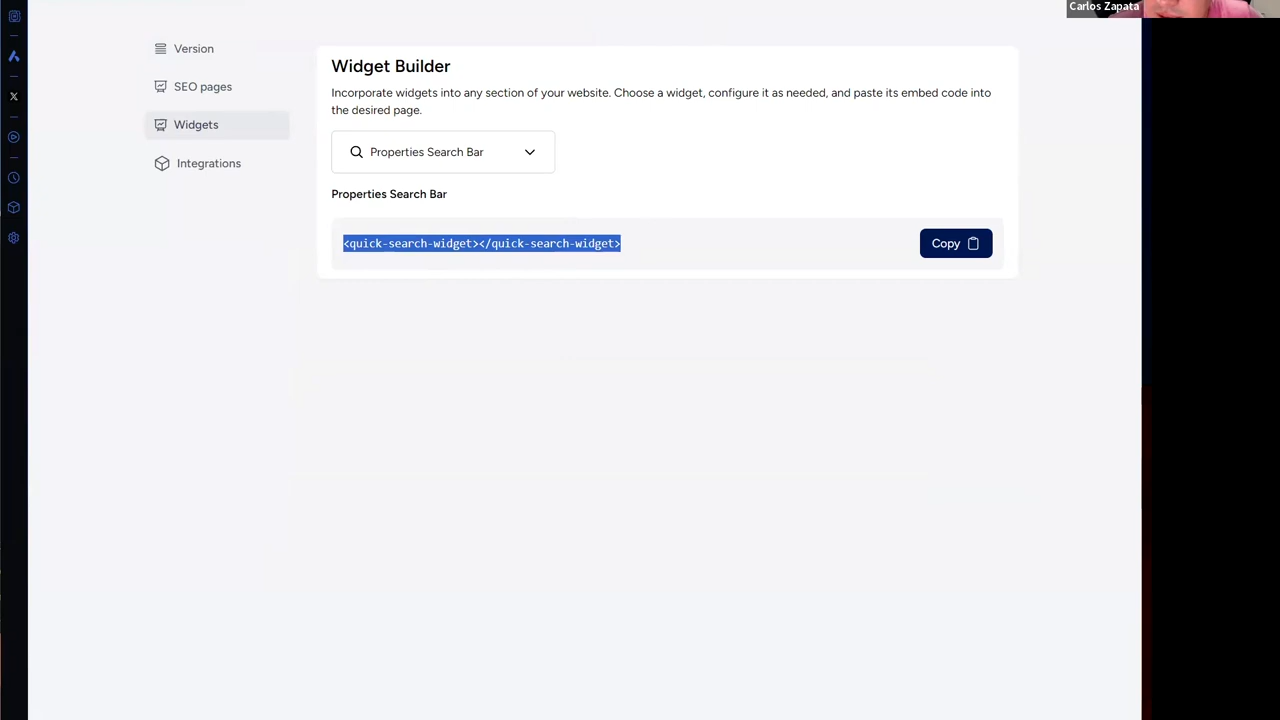 Carlos Zapata
Version
SEO pages
Widgets
Integrations
Widget Builder
Incorporate widgets into any section of your website. Choose a widget, configure it as needed, and paste its embed code into
the desired page.
Properties Search Bar
Properties Search Bar
<quick-search-widget></quick-search-widget>
Copy